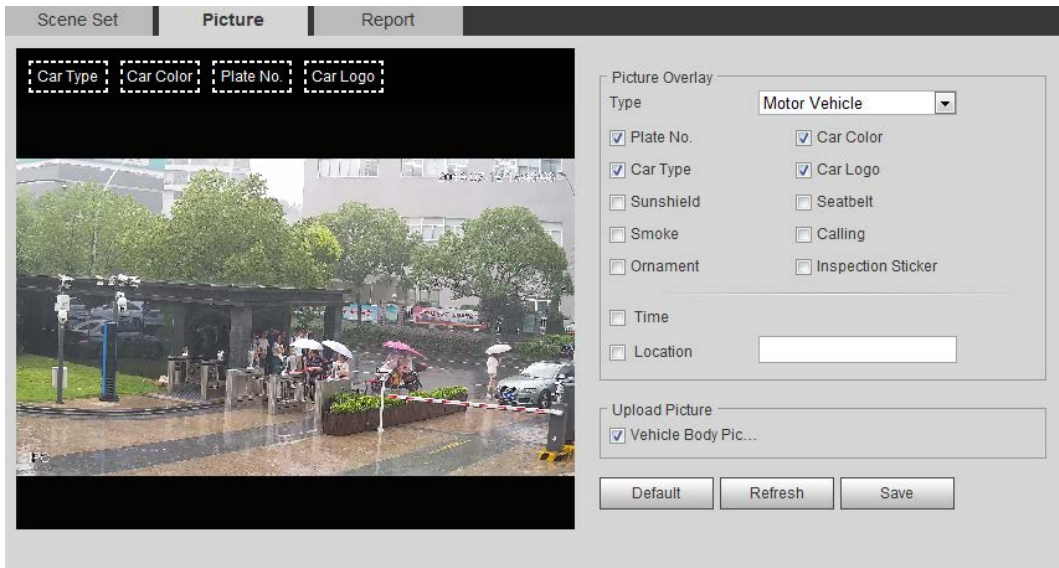 Scene Set Picture Report
Car Type Car Color Plate No. Car Logo
Picture Overlay
Type Motor Vehicle
Plate No. Car Color
Car Type Car Logo
Sunshield Seatbelt
Smoke Calling
Ornament Inspection Sticker
Time
Location
Upload Picture
Vehicle Body Pic...
Default Refresh Save